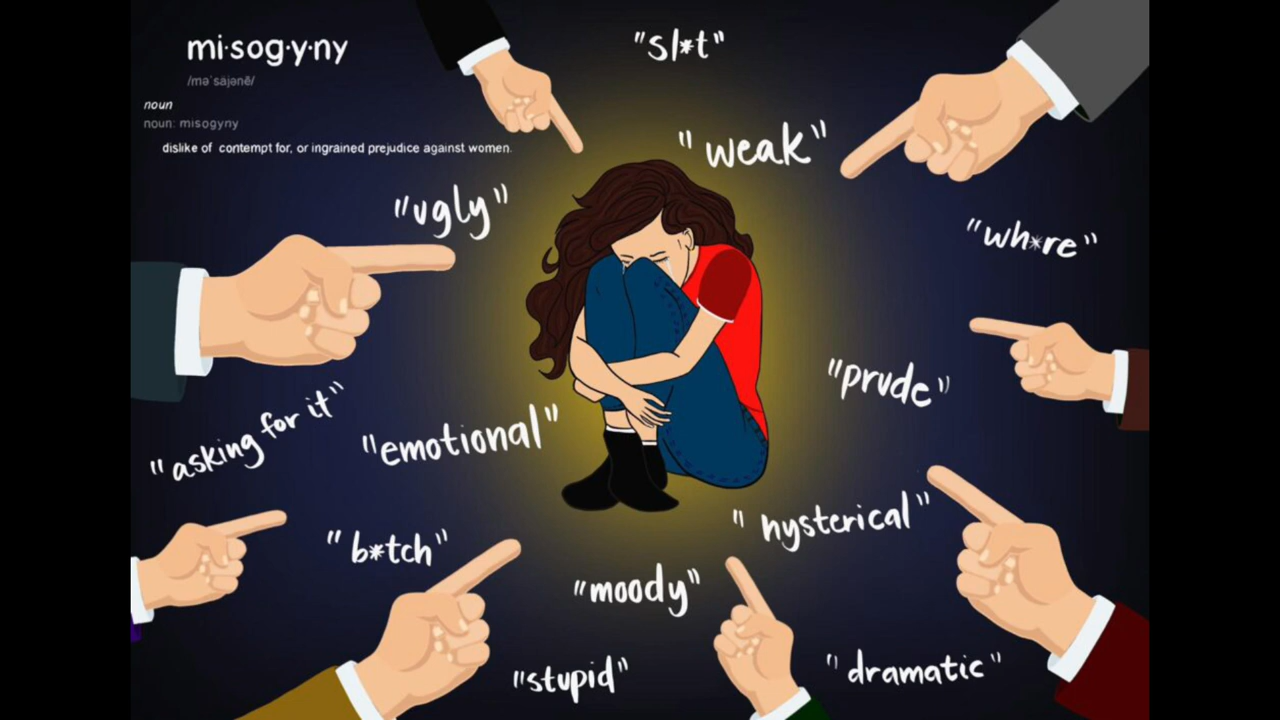 mi·sog·y·ny
/məˈsäjənē/
noun
noun: misogyny
dislike of contempt for, or ingrained prejudice against women.
"sl*t"
"weak"
"ugly"
"wh*re"
"prude"
"asking for it"
"emotional"
"hysterical"
"b*tch"
"moody"
"stupid"
"dramatic"